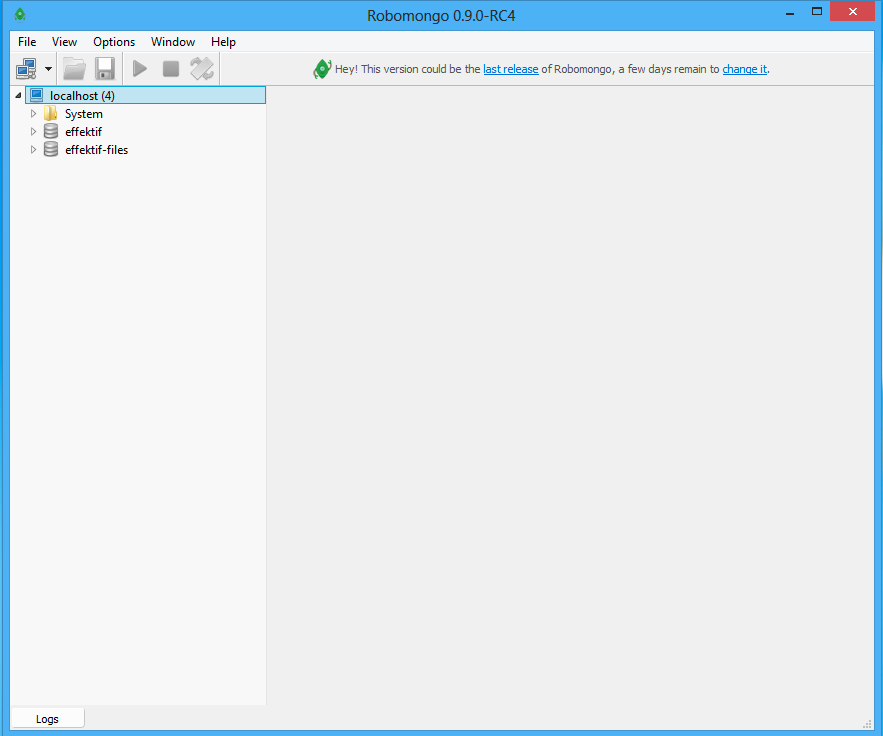 Robomongo 0.9.0-RC4
File View Options Window Help
Hey! This version could be the last release of Robomongo, a few days remain to change it.
localhost (4)
System
effektif
effektif-files
Logs